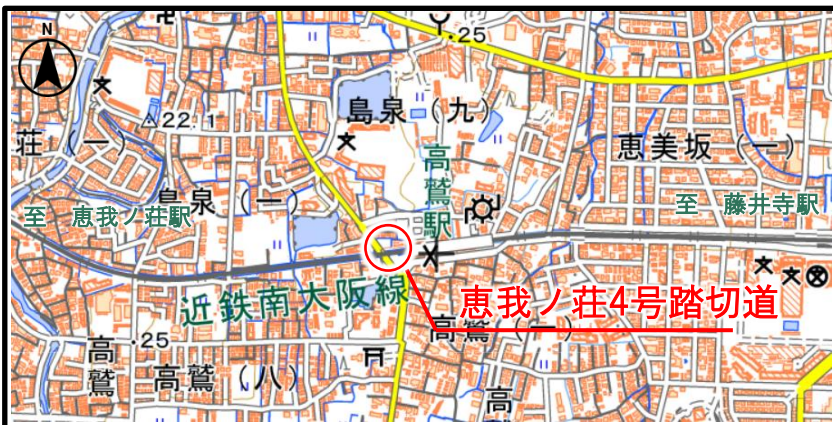 N
25
島泉(九)
22.1
荘(一)
高鷲駅
恵美坂(一)
島泉(一)
至 恵我ノ荘駅
至 藤井寺駅
近鉄南大阪線
恵我ノ荘4号踏切道
高鷲(一)
25
高鷲
高鷲(八)
高